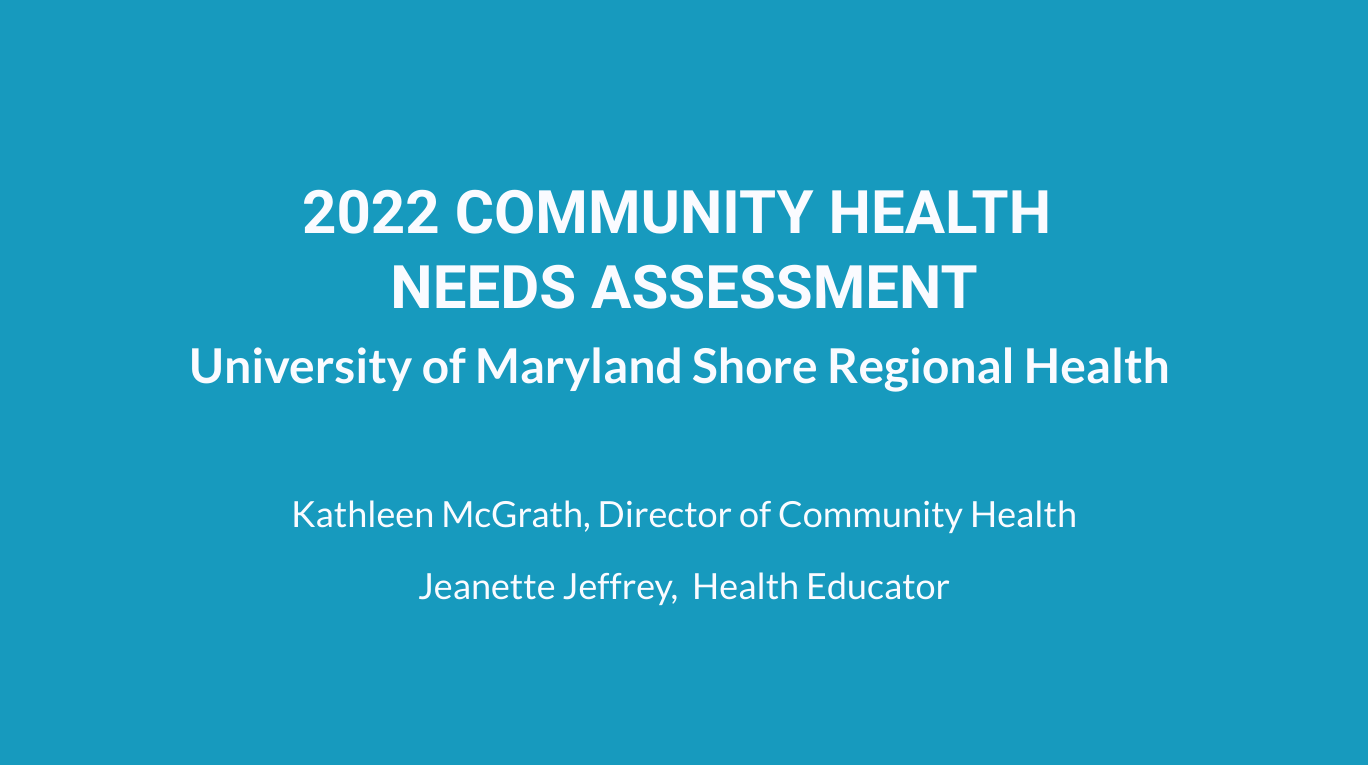 2022 COMMUNITY HEALTH
NEEDS ASSESSMENT
University of Maryland Shore Regional Health
Kathleen McGrath, Director of Community Health
Jeanette Jeffrey,  Health Educator